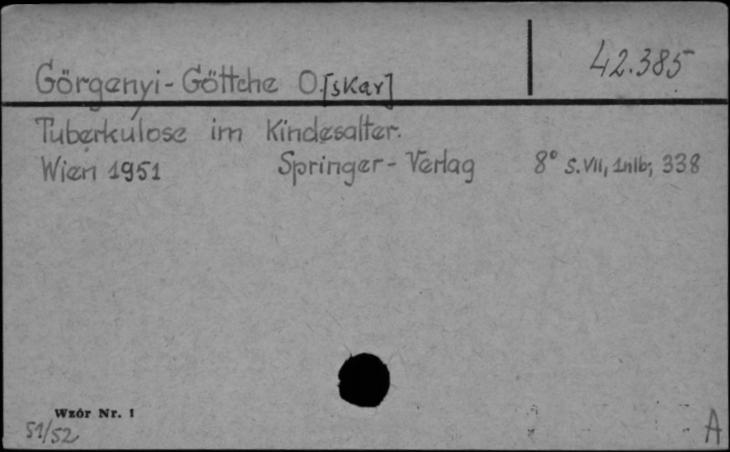 Görgenyi-Göttche O.[skar] 42.385
Tuberkulose im Kindesalter.
Wien 1951 Springer-Verlag 8° S.VII, 1nlb; 338
Wzór Nr. 1
51/52 A